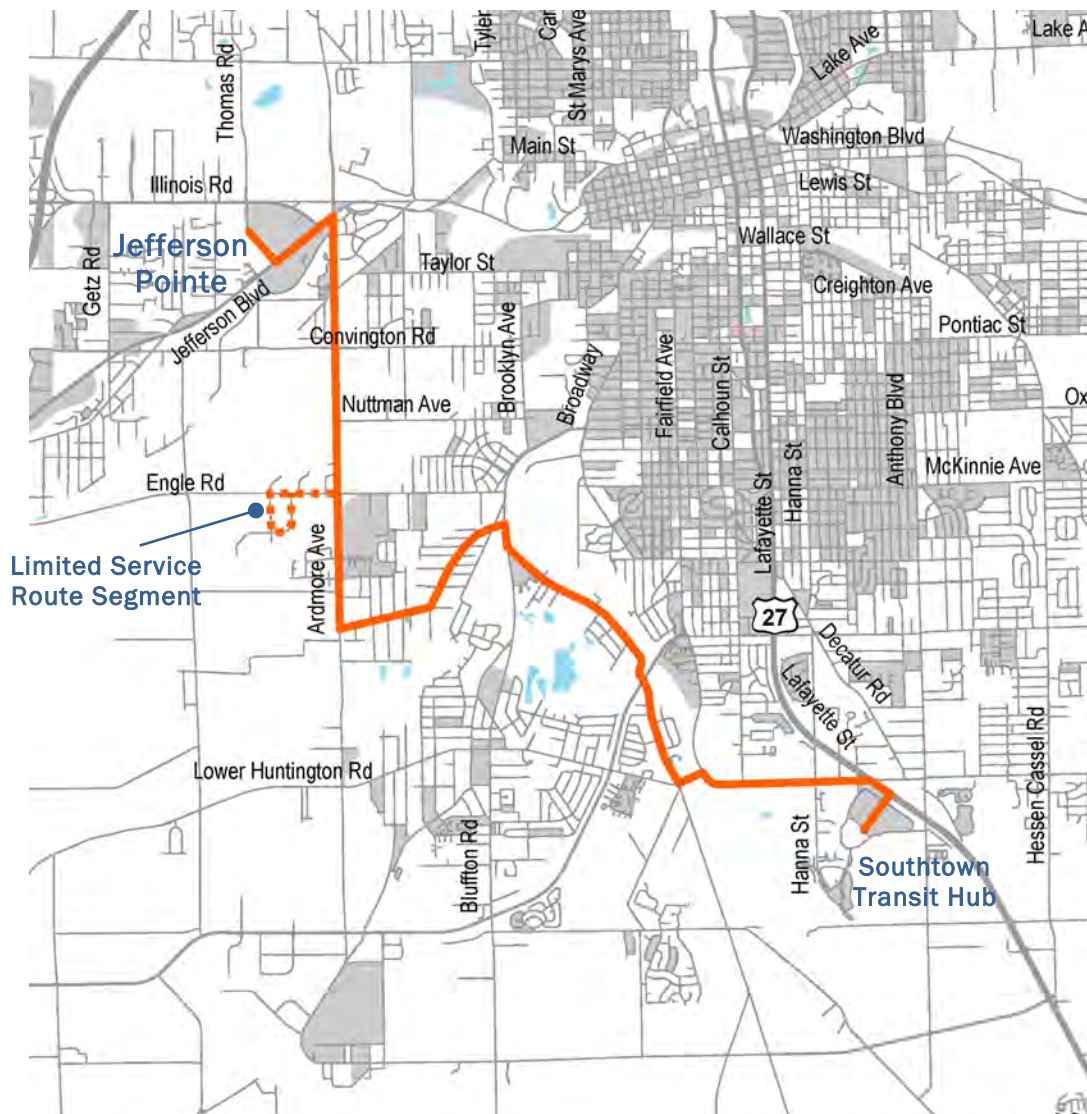 Tyler
Car
St Marys Ave
Lake Ave
Lake A
Thomas Rd
Main St
Washington Blvd
Illinois Rd
Lewis St
Jefferson
Pointe
Wallace St
Getz Rd
Taylor St
Creighton Ave
Jefferson Blvd
Convington Rd
Brooklyn Ave
Broadway
Fairfield Ave
Calhoun St
Pontiac St
Nuttman Ave
Anthony Blvd
Ox
Engle Rd
Lafayette St
Hanna St
McKinnie Ave
Limited Service
Route Segment
Ardmore Ave
27
Decatur Rd
Lafayette St
Lower Huntington Rd
Hessen Cassel Rd
Bluffton Rd
Hanna St
Southtown
Transit Hub